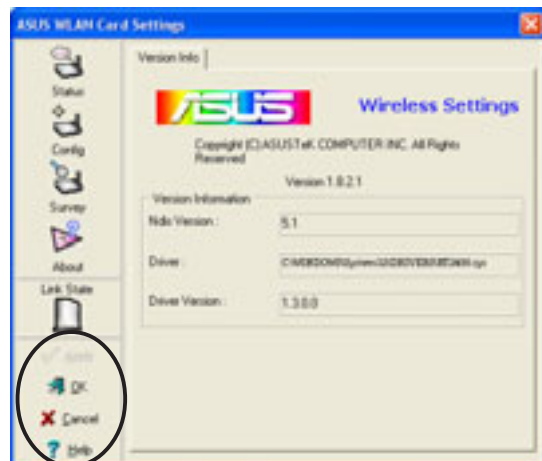 ASUS WLAN Card Settings
Version Info
Status
Config
Survey
About
Link State
Apply
OK
Cancel
Help
ASUS
Wireless Settings
Copyright (C) ASUSTeK COMPUTER INC. All Rights
Reserved
Version 1.8.2.1
Version Information
Ndis Version :
5.1
Driver :
Driver Version :
1.3.0.0